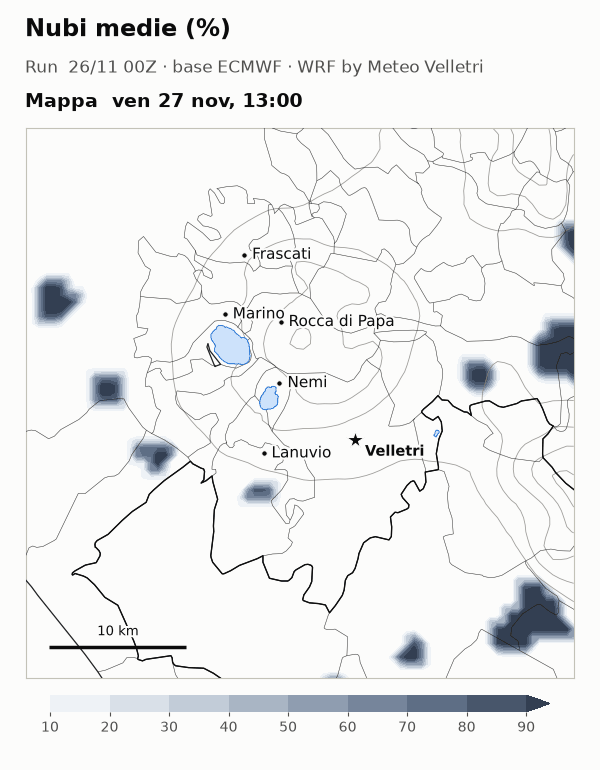 Nubi medie (%)
Run 26/11 00Z · base ECMWF · WRF by Meteo Velletri
Mappa ven 27 nov, 13:00
Frascati
Marino
Rocca di Papa
Nemi
Velletri
Lanuvio
10 km
10 20 30 40 50 60 70 80 90